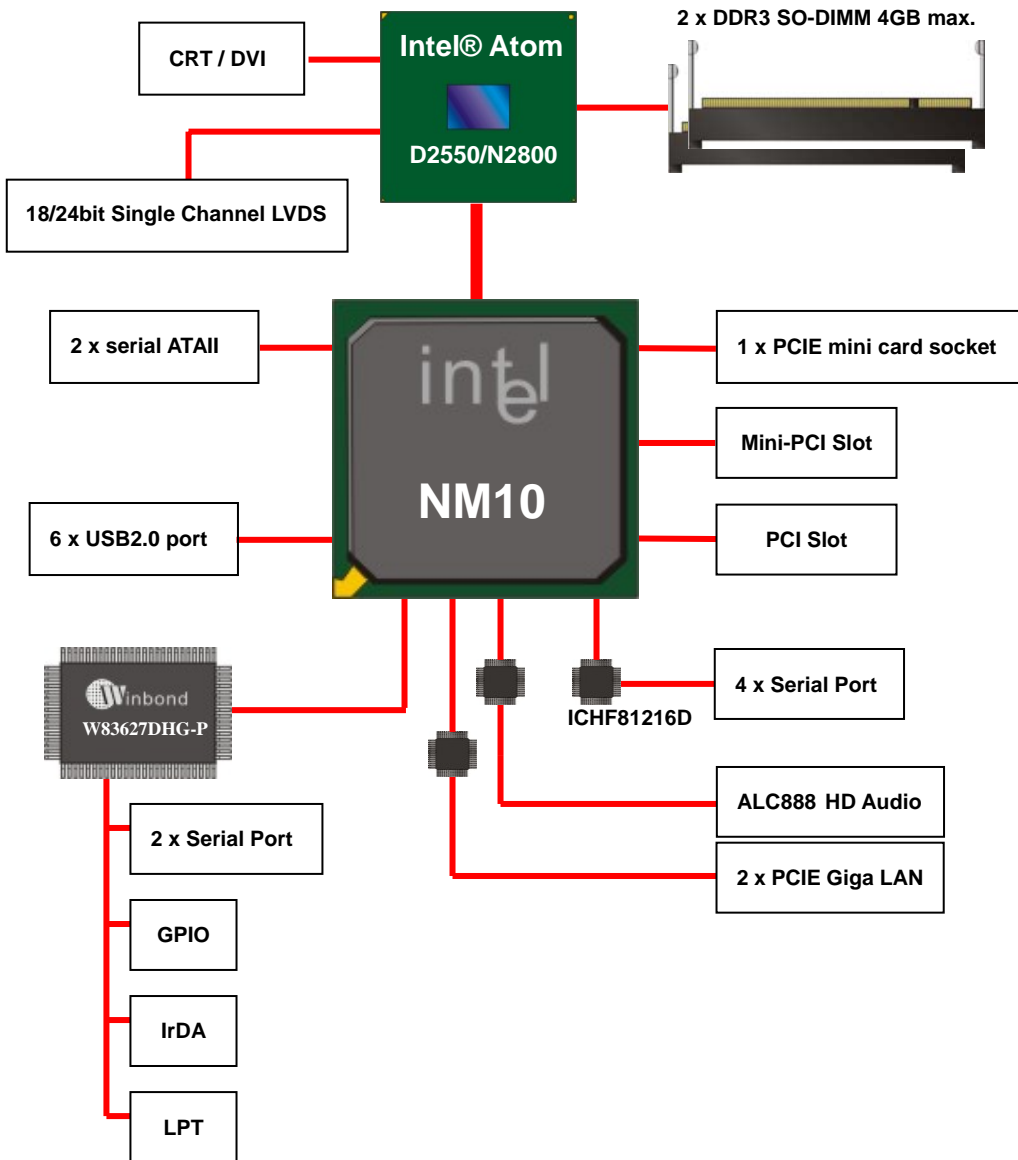 2 x DDR3 SO-DIMM 4GB max.
CRT / DVI
Intel® Atom
D2550/N2800
18/24bit Single Channel LVDS
2 x serial ATAII
intel
NM10
1 x PCIE mini card socket
Mini-PCI Slot
6 x USB2.0 port
PCI Slot
Winbond
W83627DHG-P
ICHF81216D
4 x Serial Port
ALC888 HD Audio
2 x Serial Port
2 x PCIE Giga LAN
GPIO
IrDA
LPT